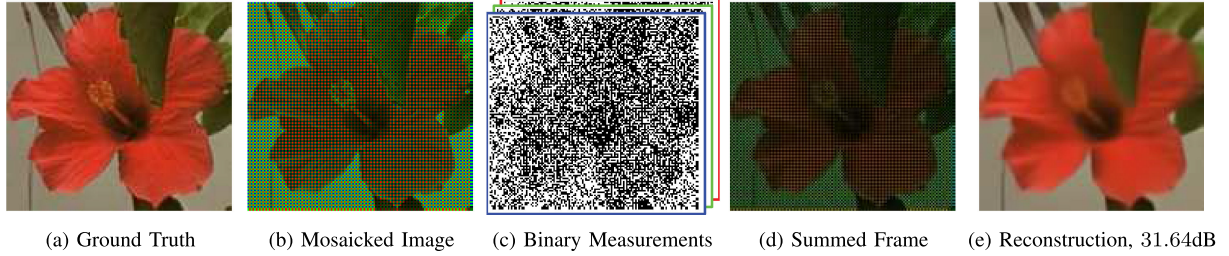 (a) Ground Truth
(b) Mosaicked Image
(c) Binary Measurements
(d) Summed Frame
(e) Reconstruction, 31.64dB